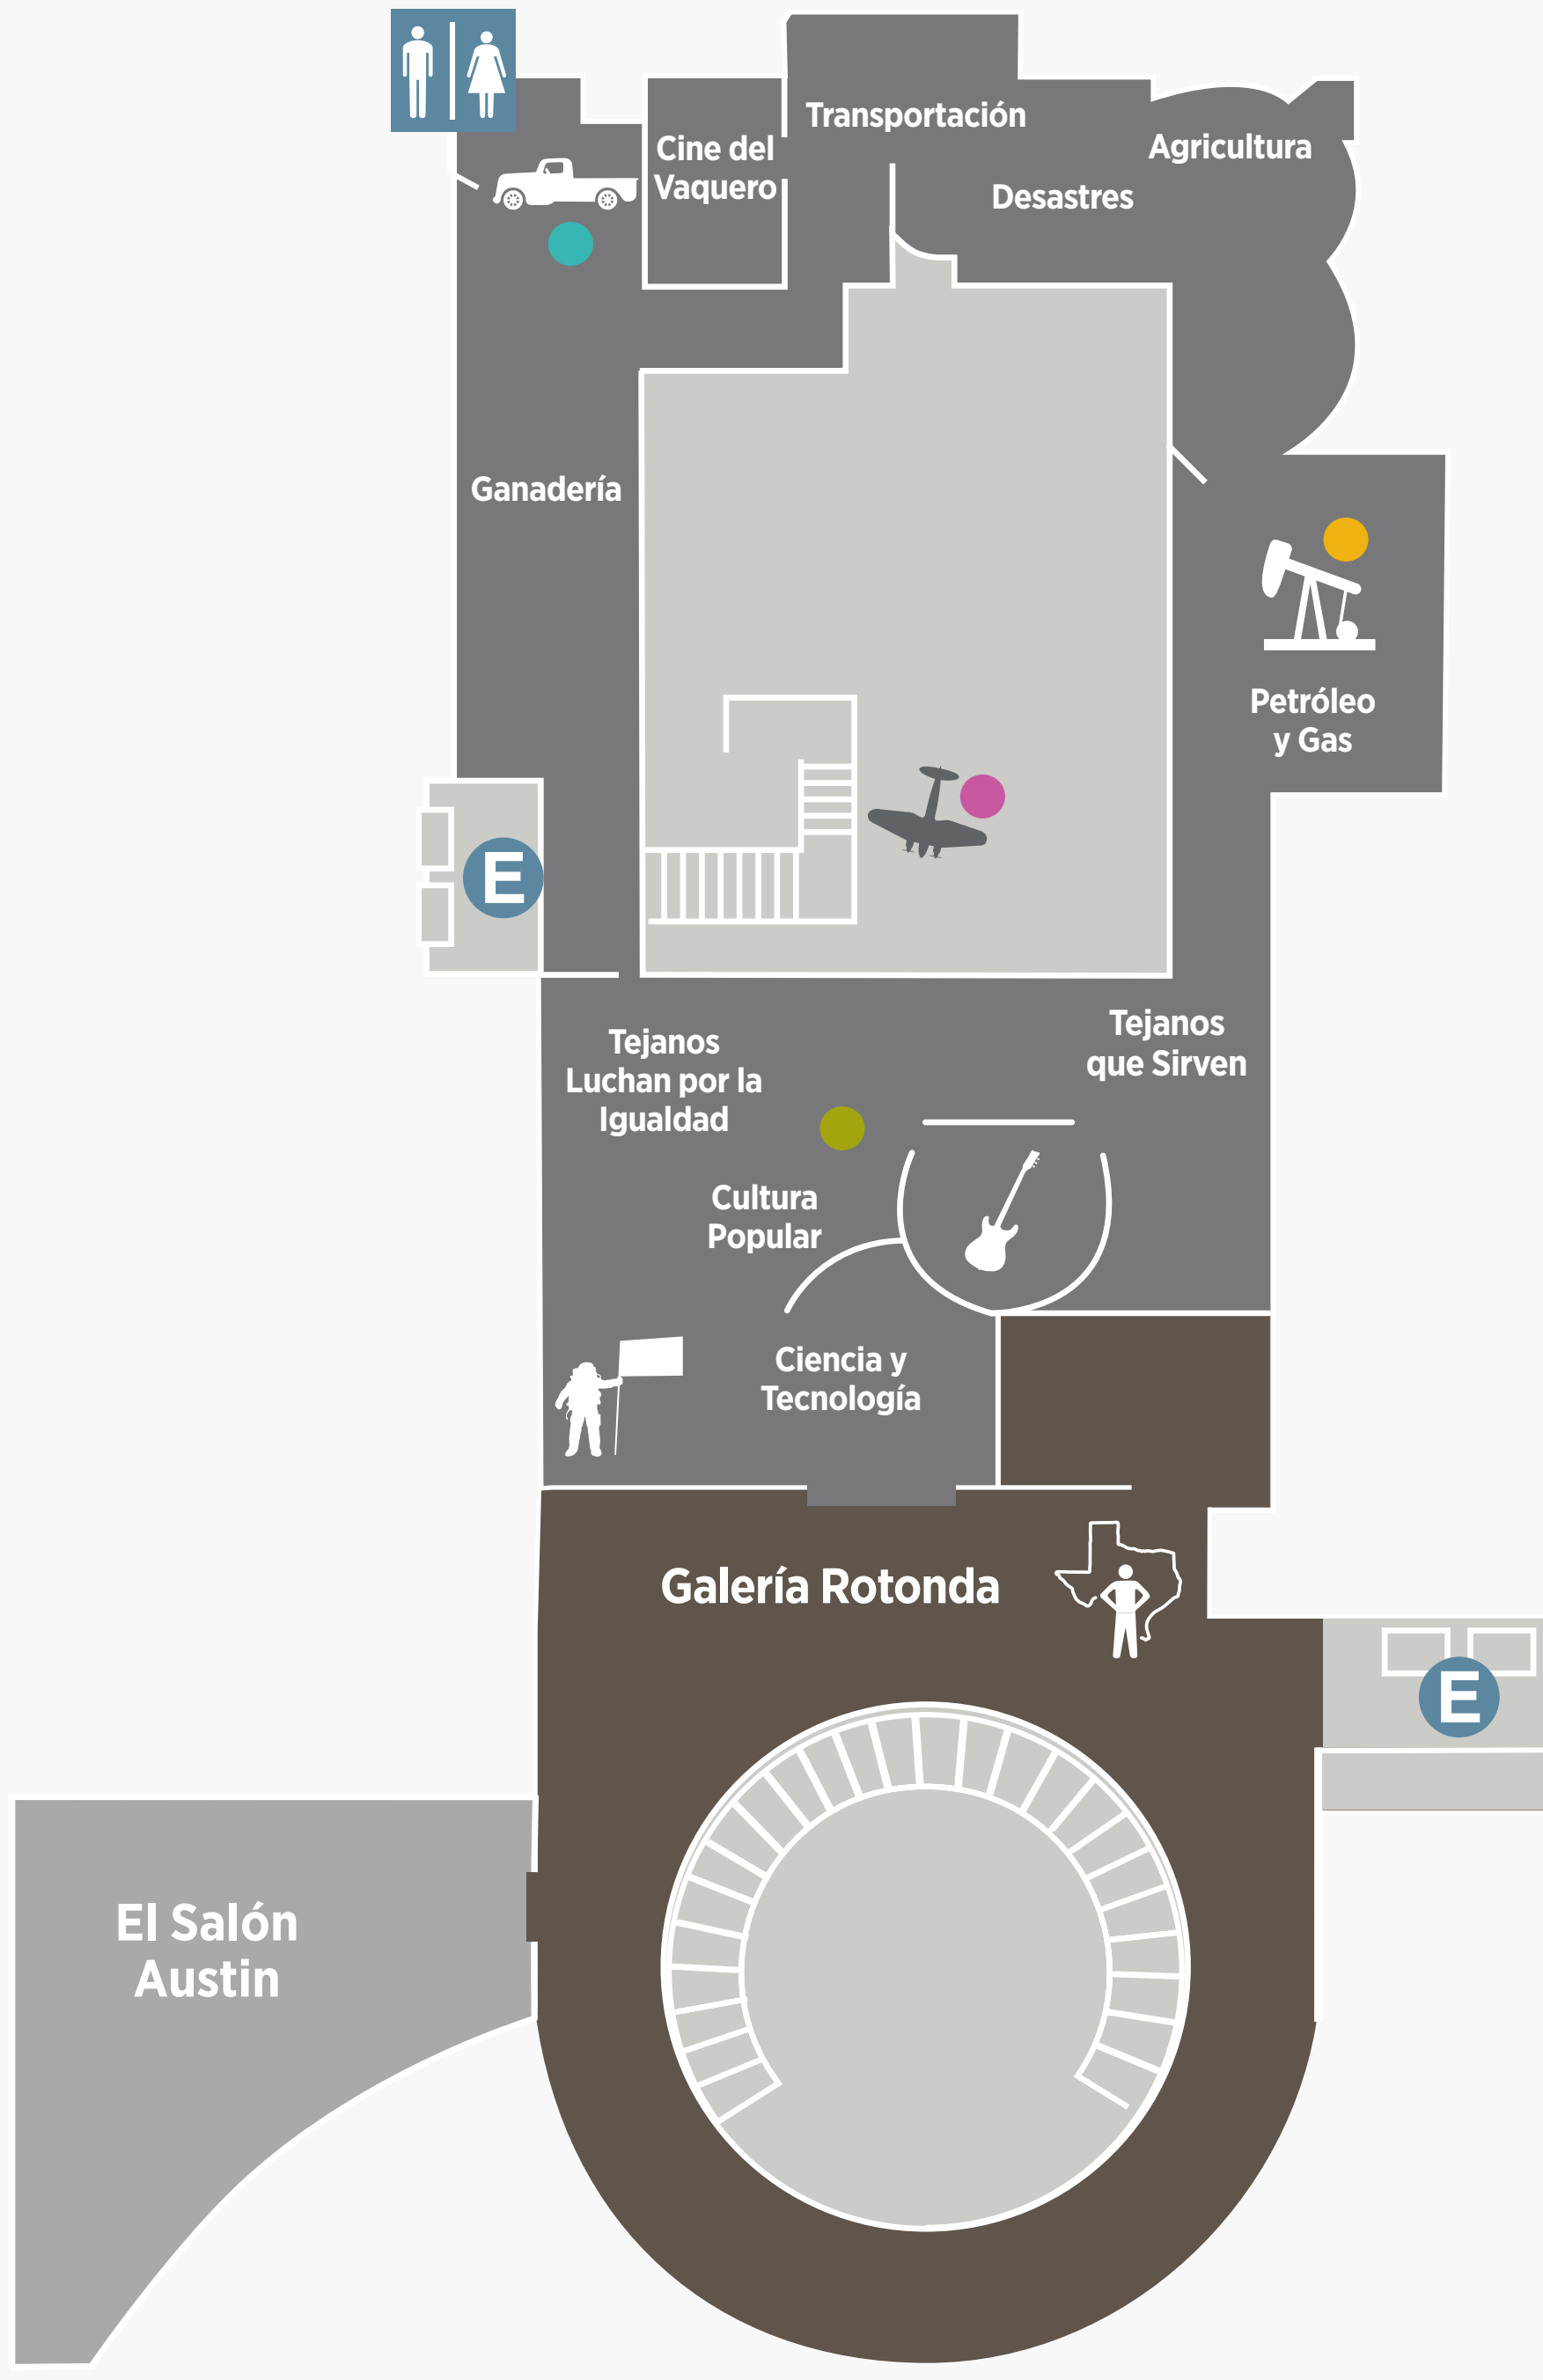 Transportación
Cine del
Vaquero
Agricultura
Desastres
Ganadería
Petróleo
y Gas
E
Tejanos
que Sirven
Tejanos
Luchan por la
Igualdad
Cultura
Popular
Ciencia y
Tecnología
Galería Rotonda
E
El Salón
Austin